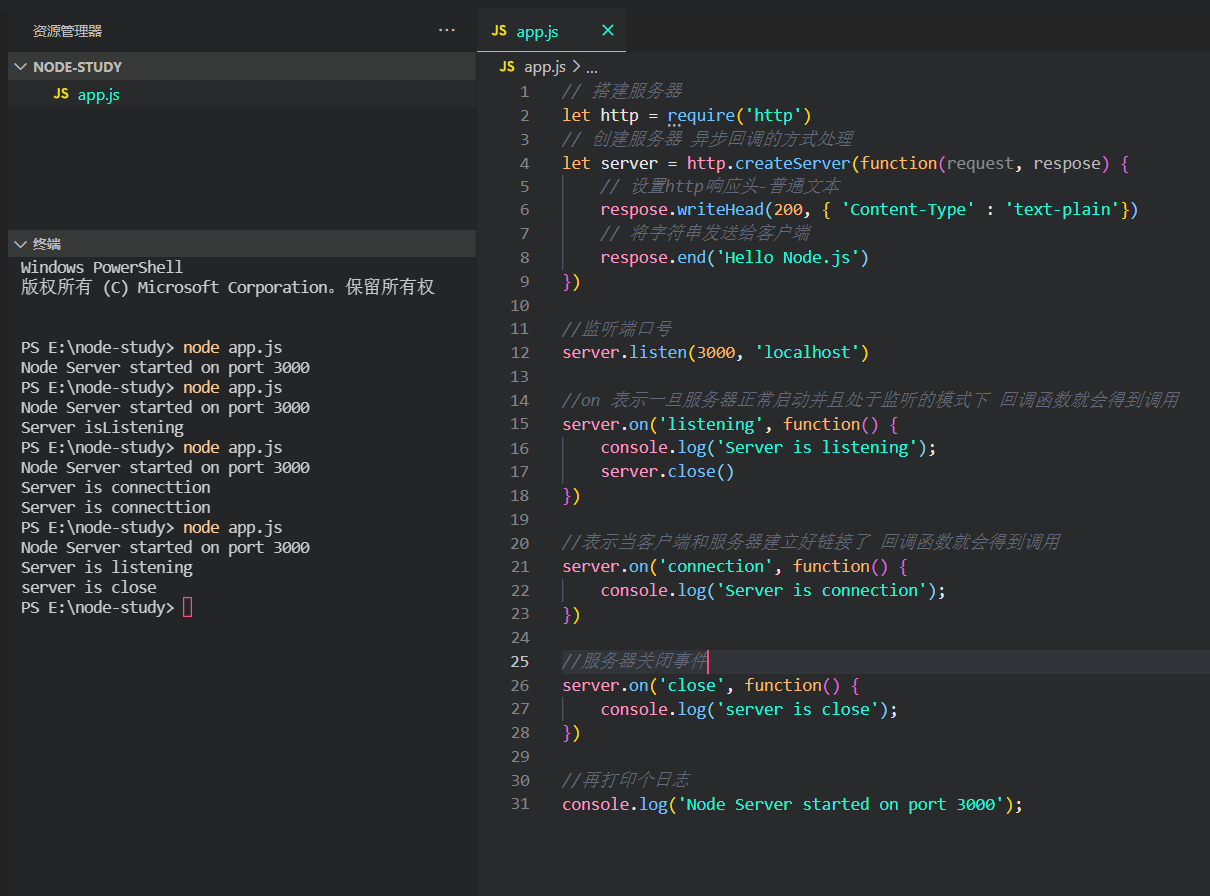 资源管理器 ···
NODE-STUDY
JS app.js
终端
Windows PowerShell
版权所有 (C) Microsoft Corporation。保留所有权
PS E:\node-study> node app.js
Node Server started on port 3000
PS E:\node-study> node app.js
Node Server started on port 3000
Server isListening
PS E:\node-study> node app.js
Node Server started on port 3000
Server is connecttion
Server is connecttion
PS E:\node-study> node app.js
Node Server started on port 3000
Server is listening
server is close
PS E:\node-study>
JS app.js ×
JS app.js > ...
1 // 搭建服务器
2 let http = require('http')
3 // 创建服务器 异步回调的方式处理
4 let server = http.createServer(function(request, respose) {
5 // 设置http响应头-普通文本
6 respose.writeHead(200, { 'Content-Type' : 'text-plain'})
7 // 将字符串发送给客户端
8 respose.end('Hello Node.js')
9 })
10
11 //监听端口号
12 server.listen(3000, 'localhost')
13
14 //on 表示一旦服务器正常启动并且处于监听的模式下 回调函数就会得到调用
15 server.on('listening', function() {
16 console.log('Server is listening');
17 server.close()
18 })
19
20 //表示当客户端和服务器建立好链接了 回调函数就会得到调用
21 server.on('connection', function() {
22 console.log('Server is connection');
23 })
24
25 //服务器关闭事件
26 server.on('close', function() {
27 console.log('server is close');
28 })
29
30 //再打印个日志
31 console.log('Node Server started on port 3000');